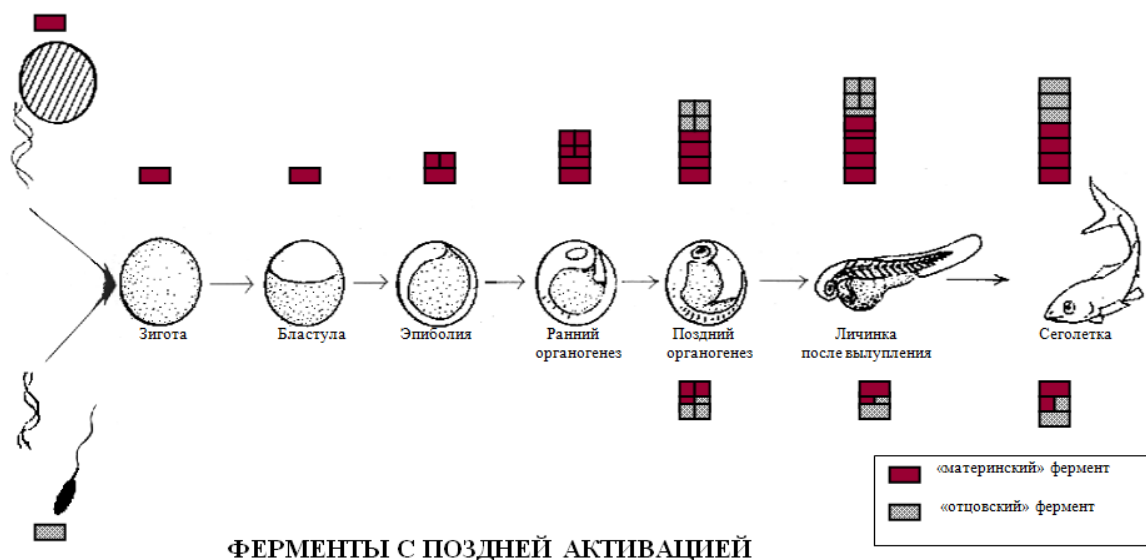 Зигота
Бластула
Эпиболия
Ранний
органогенез
Поздний
органогенез
Личинка
после вылупления
Сеголетка
«материнский» фермент
«отцовский» фермент
ФЕРМЕНТЫ С ПОЗДНЕЙ АКТИВАЦИЕЙ